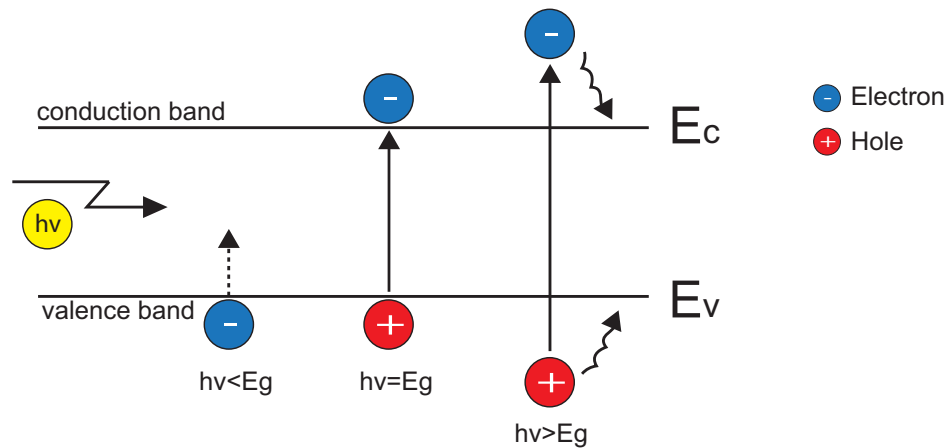 -
- Electron
conduction band -
Ec
+ Hole
hv
valence band
Ev
- +
hv<Eg hv=Eg +
hv>Eg